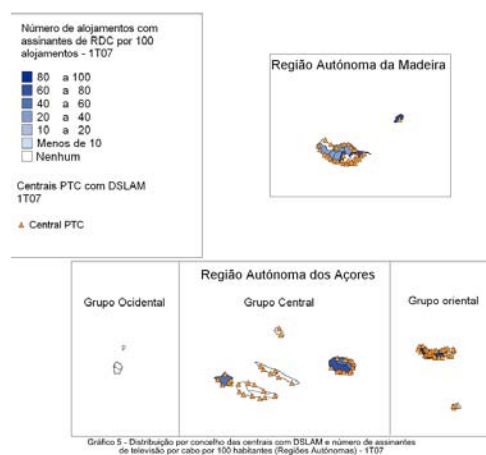 Número de alojamentos com
assinantes de RDC por 100
alojamentos - 1T07
80 a 100
60 a 80
40 a 60
20 a 40
10 a 20
Menos de 10
Nenhum
Centrais PTC com DSLAM
1T07
Central PTC
Região Autónoma da Madeira
Região Autónoma dos Açores
Grupo Ocidental
Grupo Central
Grupo oriental
Gráfico 5 - Distribuição por concelho das centrais com DSLAM e número de assinantes
de televisão por cabo por 100 habitantes (Regiões Autónomas) - 1T07